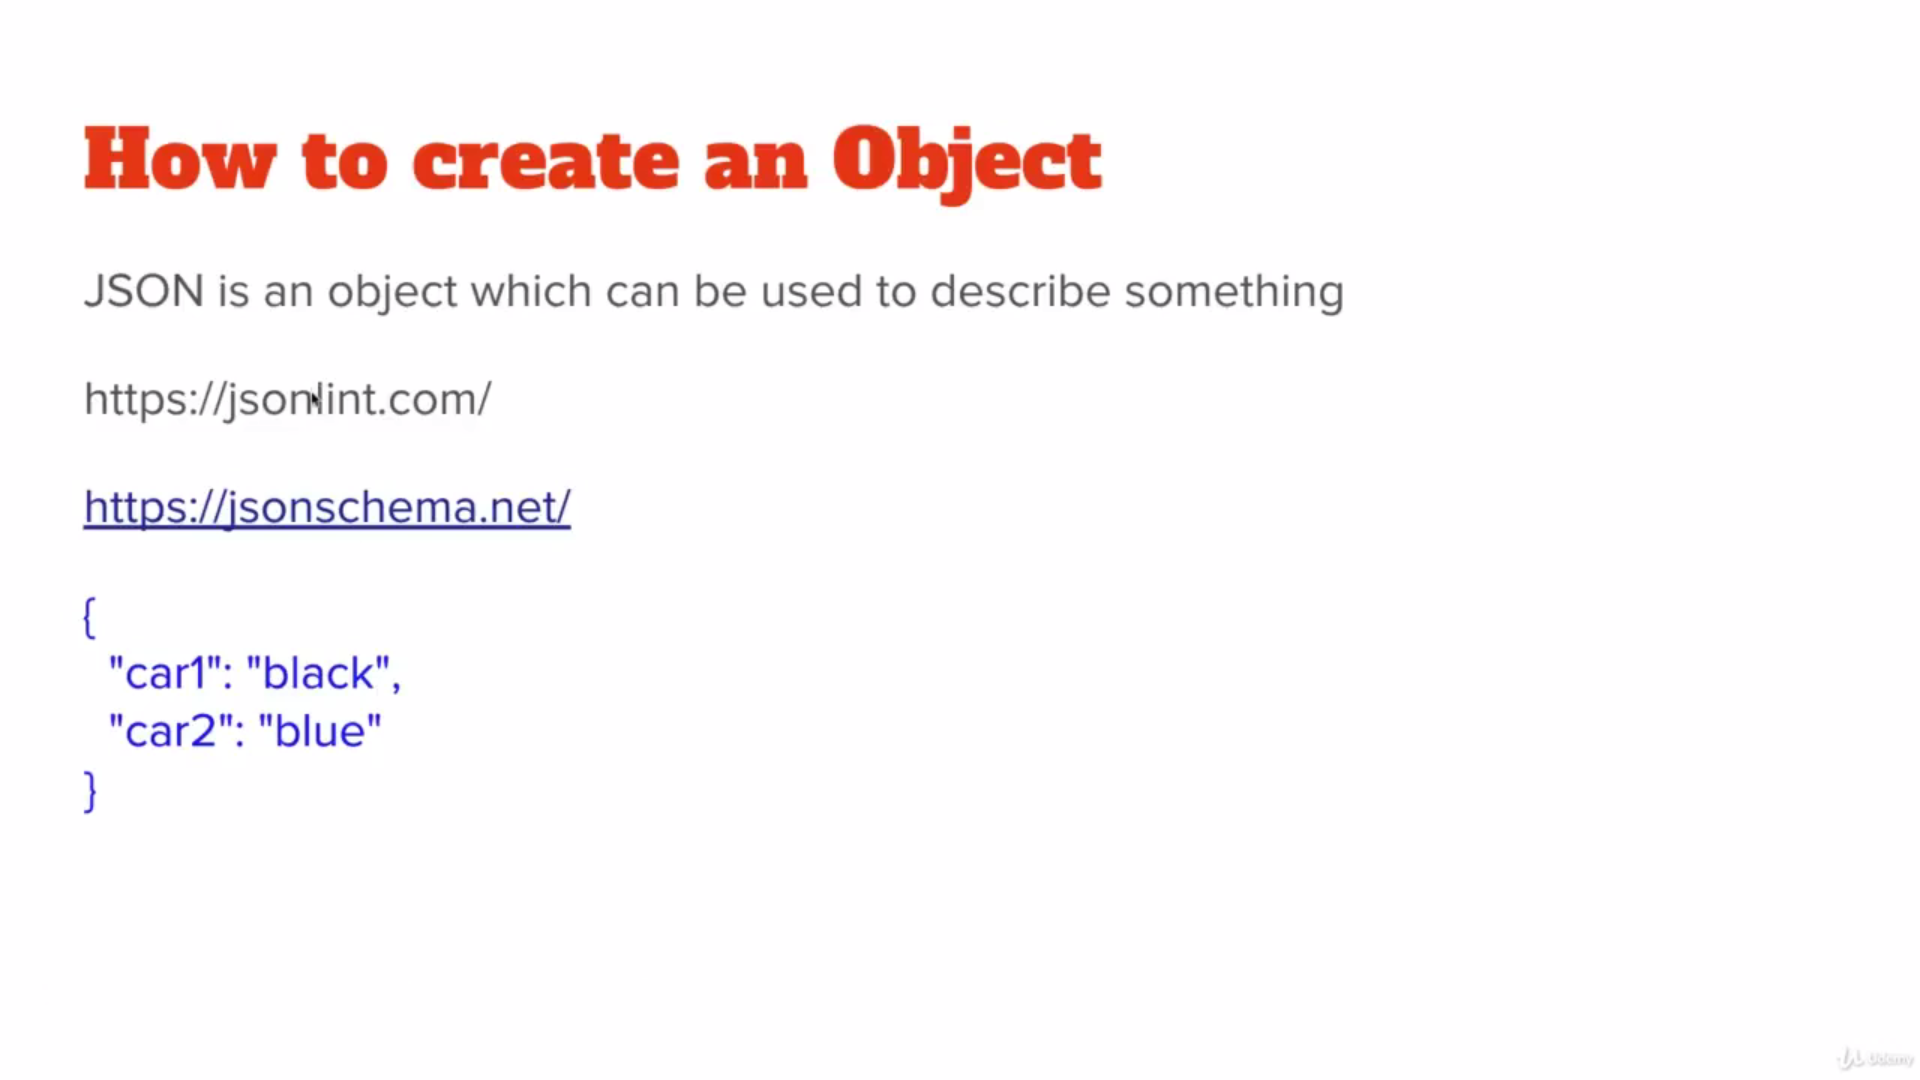 How to create an Object
JSON is an object which can be used to describe something
https://jsonlint.com/
https://jsonschema.net/
{
"car1": "black",
"car2": "blue"
}
Udemy